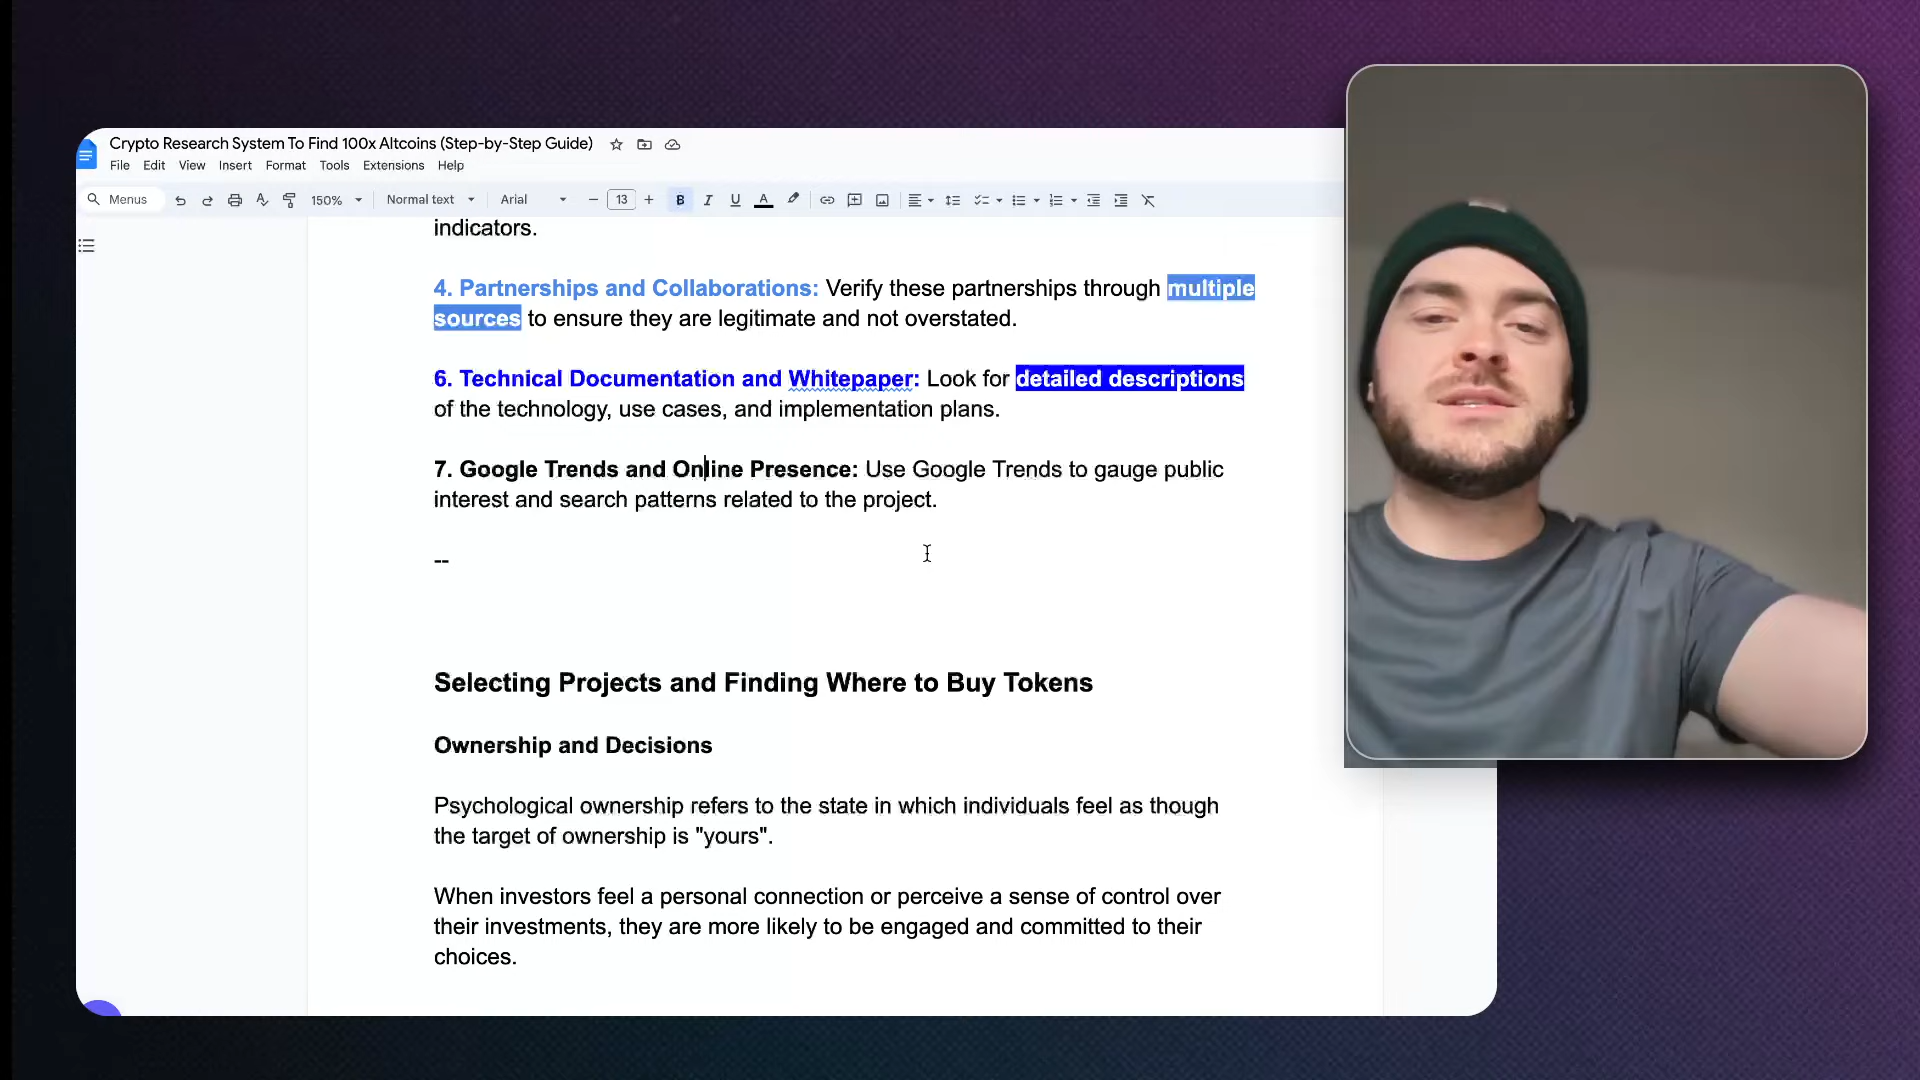 Crypto Research System To Find 100x Altcoins (Step-by-Step Guide)
File Edit View Insert Format Tools Extensions Help
Menus 150% Normal text Arial 13 B I U A
indicators.
4. Partnerships and Collaborations: Verify these partnerships through multiple
sources to ensure they are legitimate and not overstated.
6. Technical Documentation and Whitepaper: Look for detailed descriptions
of the technology, use cases, and implementation plans.
7. Google Trends and Online Presence: Use Google Trends to gauge public
interest and search patterns related to the project.
--
Selecting Projects and Finding Where to Buy Tokens
Ownership and Decisions
Psychological ownership refers to the state in which individuals feel as though
the target of ownership is "yours".
When investors feel a personal connection or perceive a sense of control over
their investments, they are more likely to be engaged and committed to their
choices.